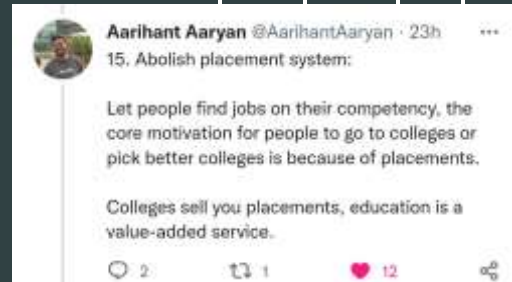 Aarihant Aaryan @AarihantAaryan · 23h
15. Abolish placement system:
Let people find jobs on their competency, the
core motivation for people to go to colleges or
pick better colleges is because of placements.
Colleges sell you placements, education is a
value-added service.
2 1 12